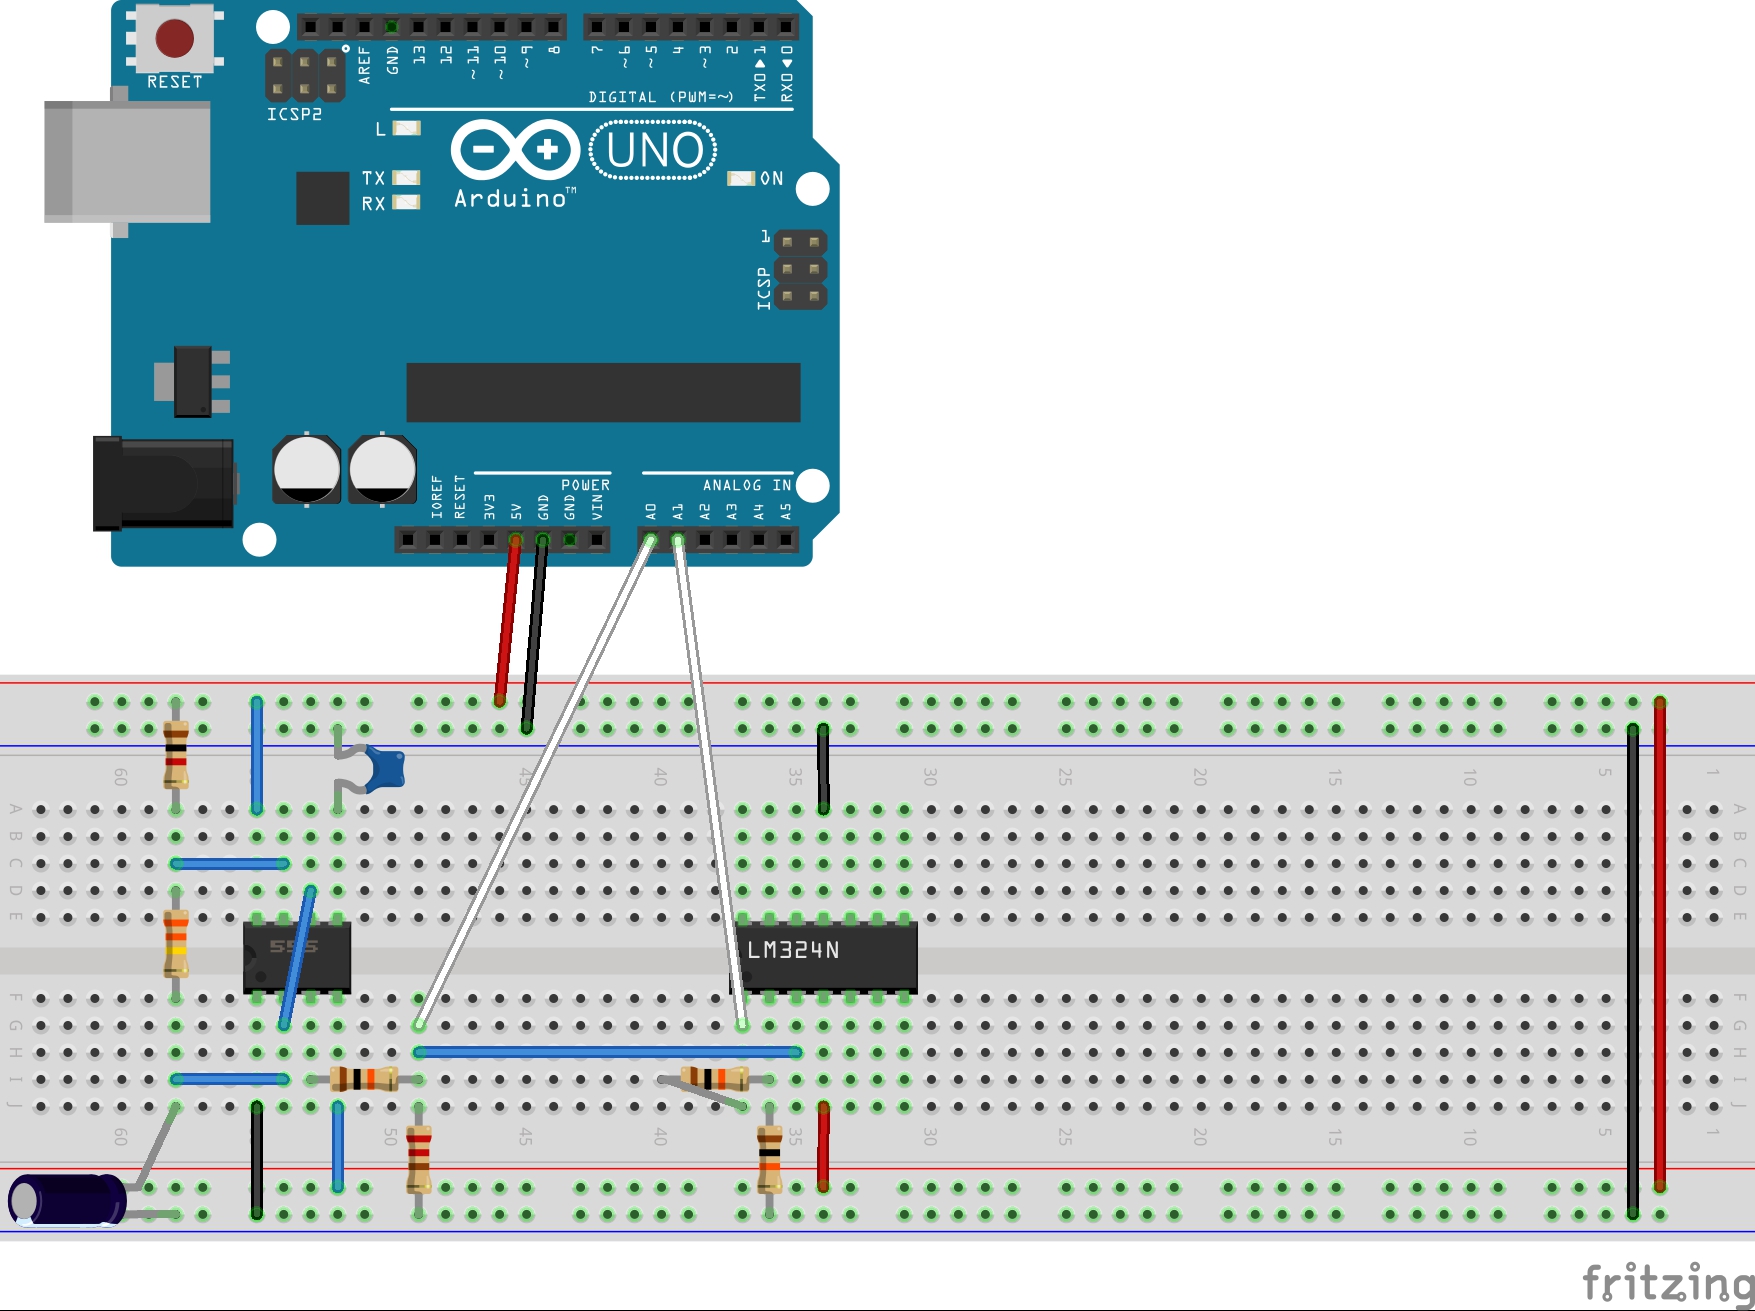 RESET
ICSP2
AREF
GND
13
12
~11
~10
~9
8
7
~6
~5
4
~3
2
TX0▶1
RX0◀0
DIGITAL (PWM=~)
L
TX
RX
Arduino™
UNO
ON
1
ICSP
POWER
ANALOG IN
IOREF
RESET
3V3
5V
GND
GND
VIN
A0
A1
A2
A3
A4
A5
60
45
40
35
30
25
20
15
10
5
1
A
B
C
D
E
A
B
C
D
E
555
LM324N
F
G
H
I
J
F
G
H
I
J
60
50
45
40
35
30
25
20
15
10
5
1
fritzing